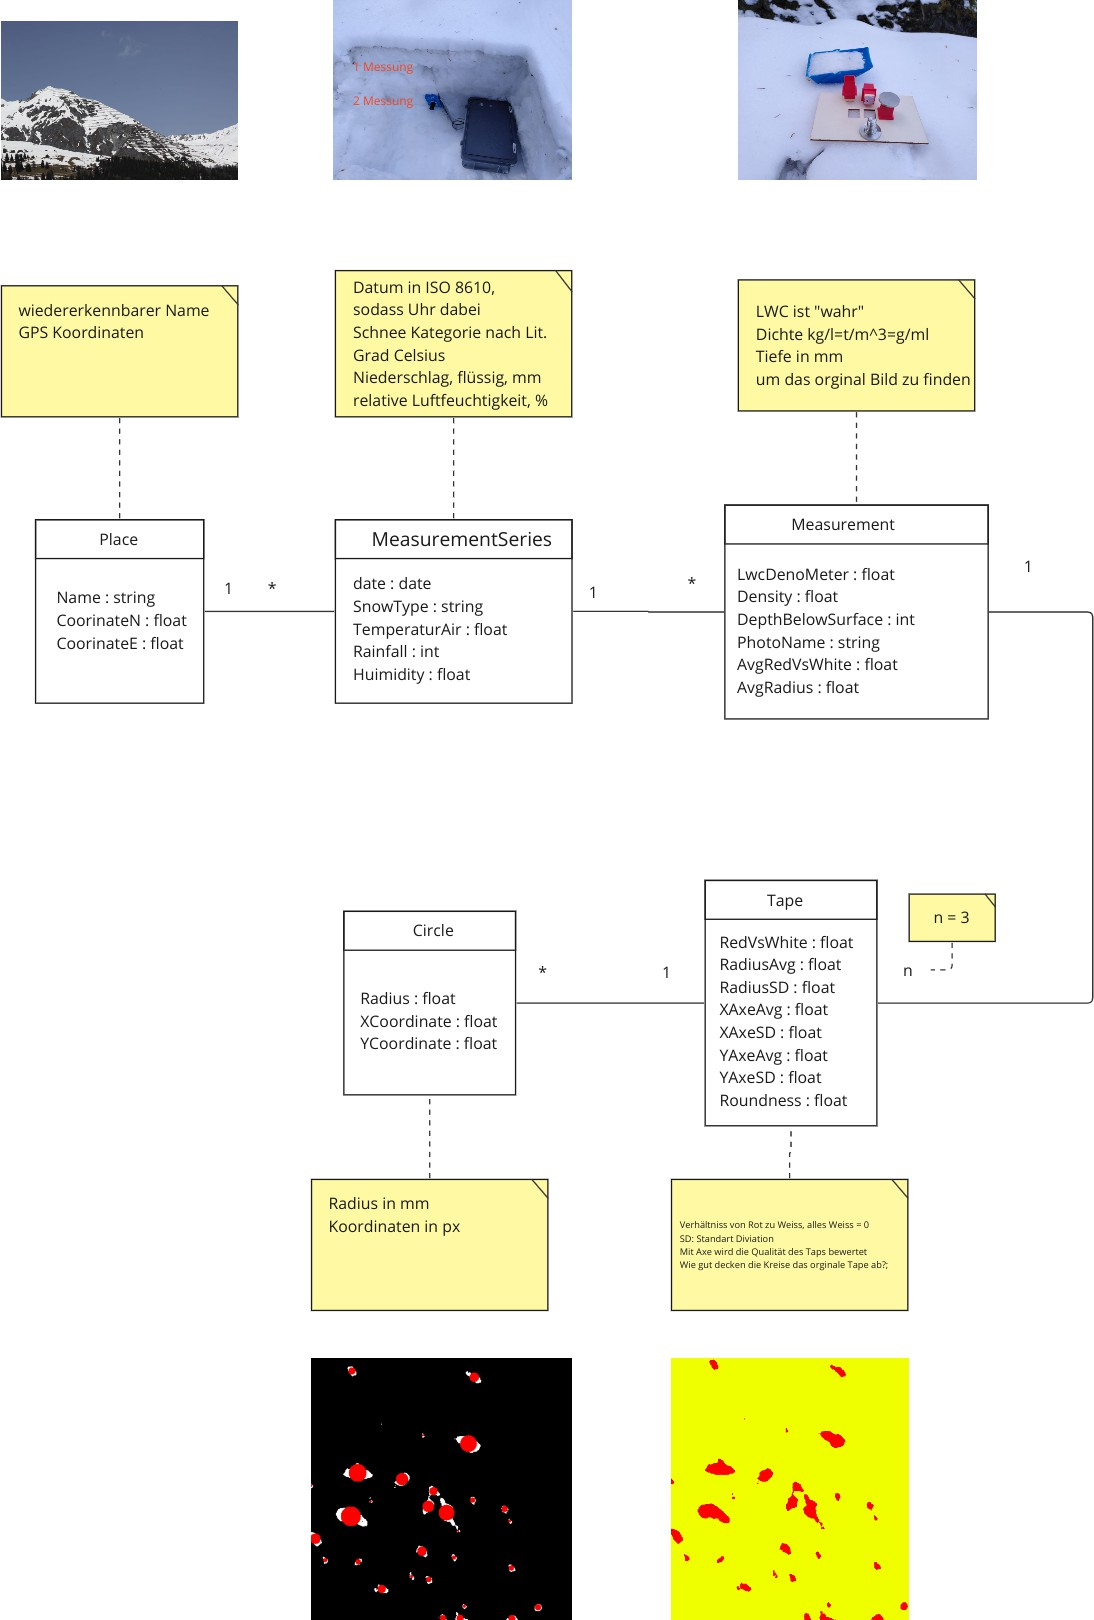 1 Messung
2 Messung
wiedererkennbarer Name
GPS Koordinaten
Datum in ISO 8610,
sodass Uhr dabei
Schnee Kategorie nach Lit.
Grad Celsius
Niederschlag, flüssig, mm
relative Luftfeuchtigkeit, %
LWC ist "wahr"
Dichte kg/l=t/m^3=g/ml
Tiefe in mm
um das orginal Bild zu finden
Place
Name : string
CoorinateN : float
CoorinateE : float
1 *
MeasurementSeries
date : date
SnowType : string
TemperaturAir : float
Rainfall : int
Huimidity : float
1 *
Measurement
LwcDenoMeter : float
Density : float
DepthBelowSurface : int
PhotoName : string
AvgRedVsWhite : float
AvgRadius : float
1
Circle
Radius : float
XCoordinate : float
YCoordinate : float
* 1
Tape
RedVsWhite : float
RadiusAvg : float
RadiusSD : float
XAxeAvg : float
XAxeSD : float
YAxeAvg : float
YAxeSD : float
Roundness : float
n = 3
n
Radius in mm
Koordinaten in px
Verhältniss von Rot zu Weiss, alles Weiss = 0
SD: Standart Diviation
Mit Axe wird die Qualität des Taps bewertet
Wie gut decken die Kreise das orginale Tape ab?;